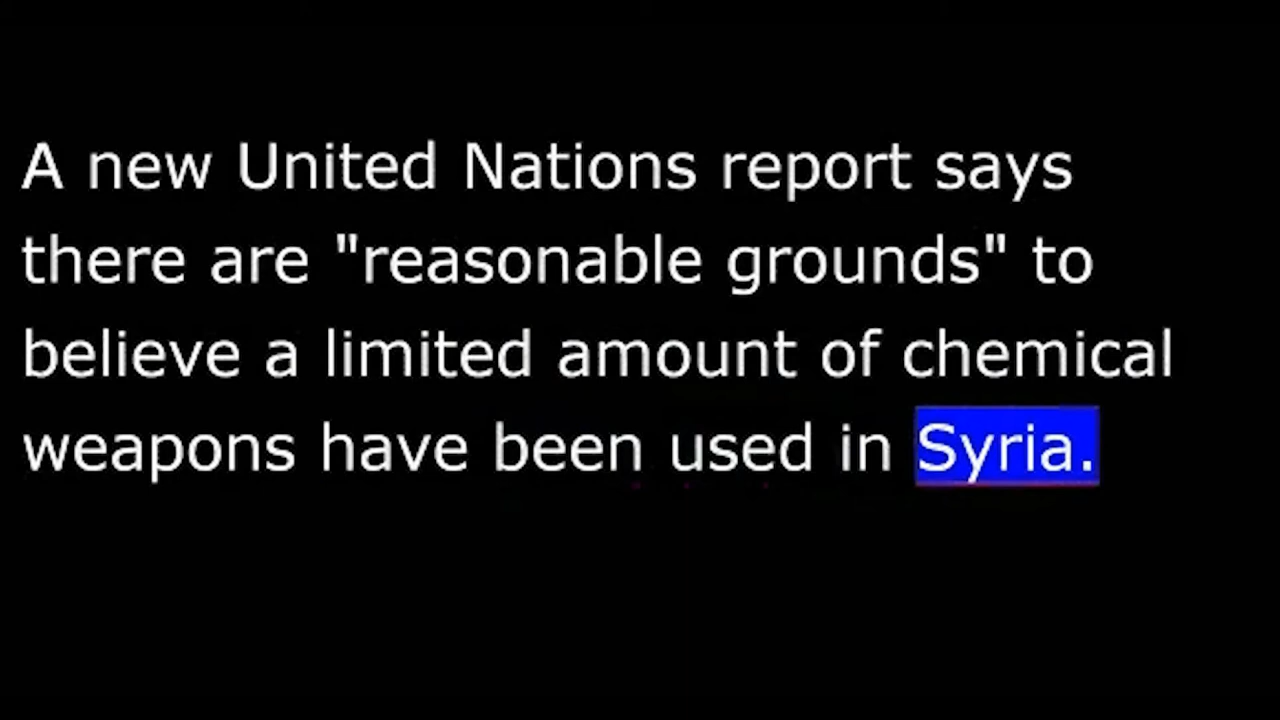 A new United Nations report says
there are "reasonable grounds" to
believe a limited amount of chemical
weapons have been used in Syria.